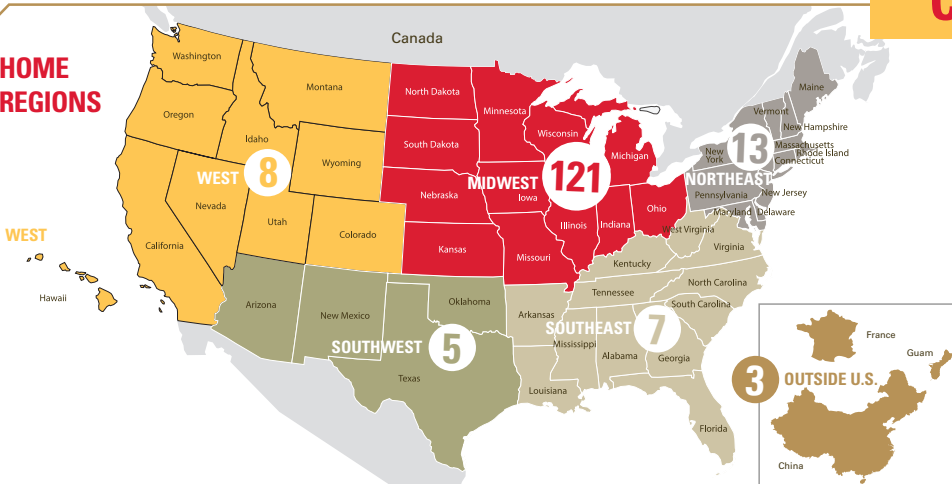 C
Canada
HOME
REGIONS
Washington
Montana
Oregon
Idaho
Wyoming
WEST 8
Nevada
Utah
Colorado
California
WEST
Hawaii
North Dakota
Minnesota
South Dakota
Wisconsin
Michigan
MIDWEST 121
Nebraska
Iowa
Illinois
Indiana
Ohio
Kansas
Missouri
Maine
Vermont
New Hampshire
13
Massachusetts
Rhode Island
Connecticut
New
York
NORTHEAST
Pennsylvania
New Jersey
Maryland
Delaware
West Virginia
Virginia
Kentucky
North Carolina
Tennessee
South Carolina
Arkansas
SOUTHEAST 7
Mississippi
Alabama
Georgia
Louisiana
Florida
Arizona
New Mexico
Oklahoma
SOUTHWEST 5
Texas
France
Guam
3 OUTSIDE U.S.
China